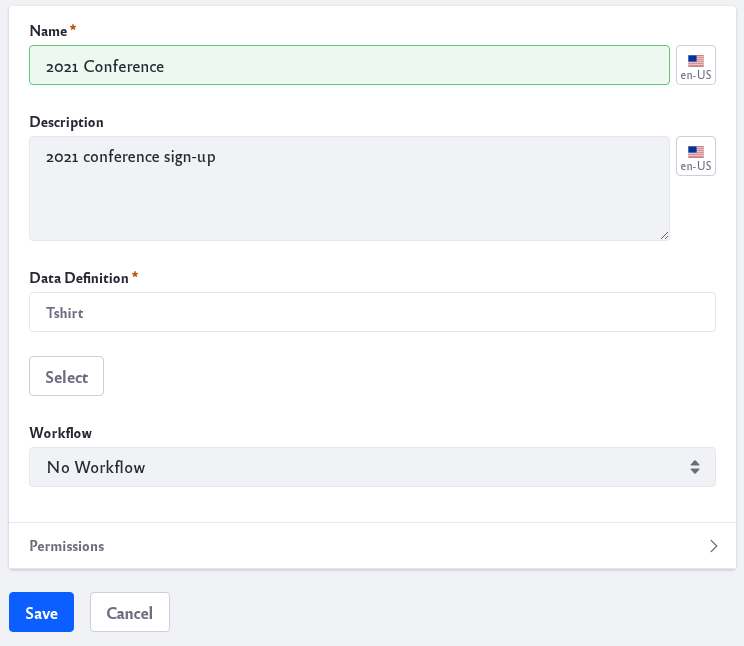 Name *
2021 Conference
en-US
Description
2021 conference sign-up
en-US
Data Definition *
Tshirt
Select
Workflow
No Workflow
Permissions
Save Cancel